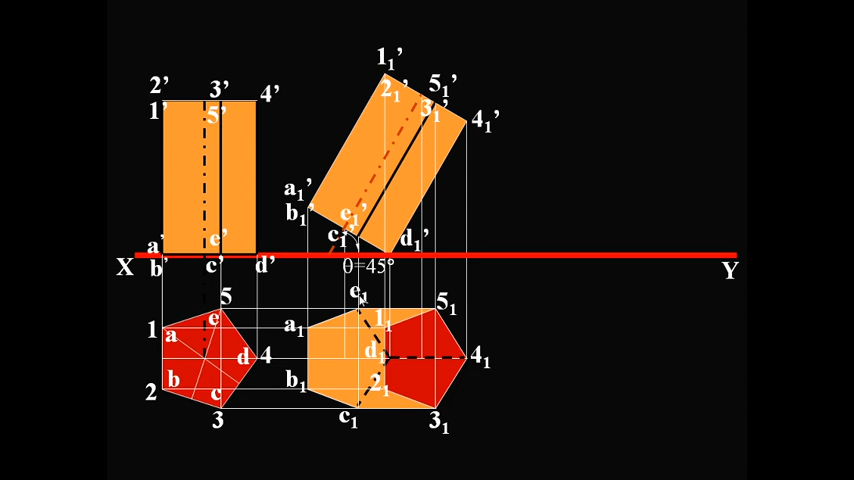 1₁'
2' 3' 4' 2₁' 5₁'
1' 5' 3₁' 4₁'
a₁'
b₁' e₁'
a' e' c₁' d₁'
X b' c' d' θ=45° Y
5 e₁ 5₁
1 a e a₁ 1₁
d 4 d₁ 4₁
2 b c b₁ 2₁
3 c₁ 3₁